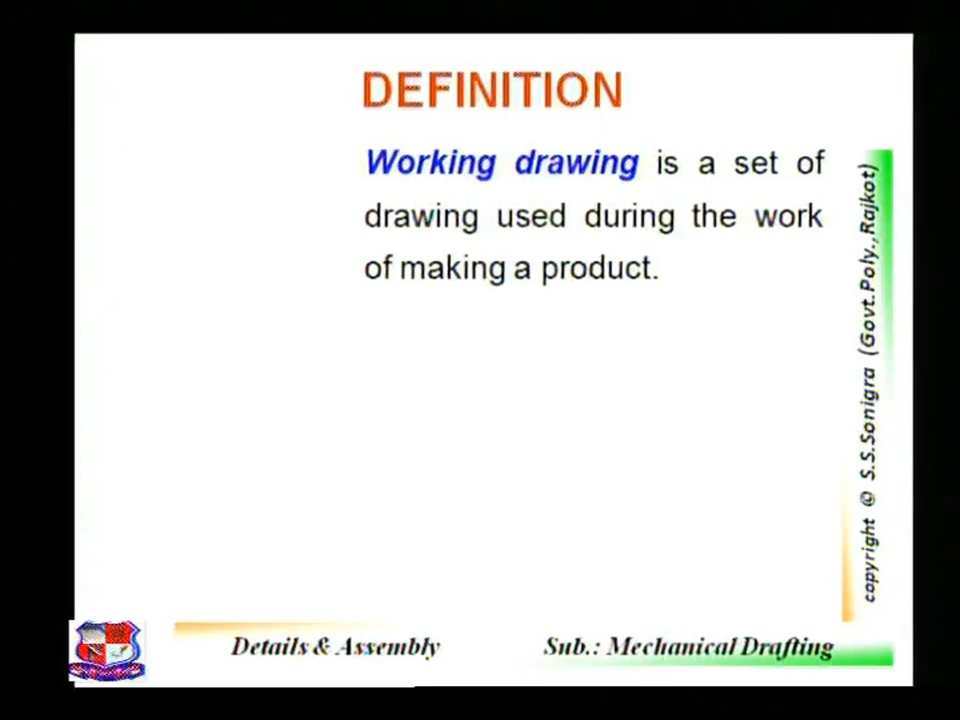 DEFINITION
Working drawing is a set of
drawing used during the work
of making a product.
copyright © S.S.Sonigra (Govt.Poly.,Rajkot)
Details & Assembly
Sub.: Mechanical Drafting